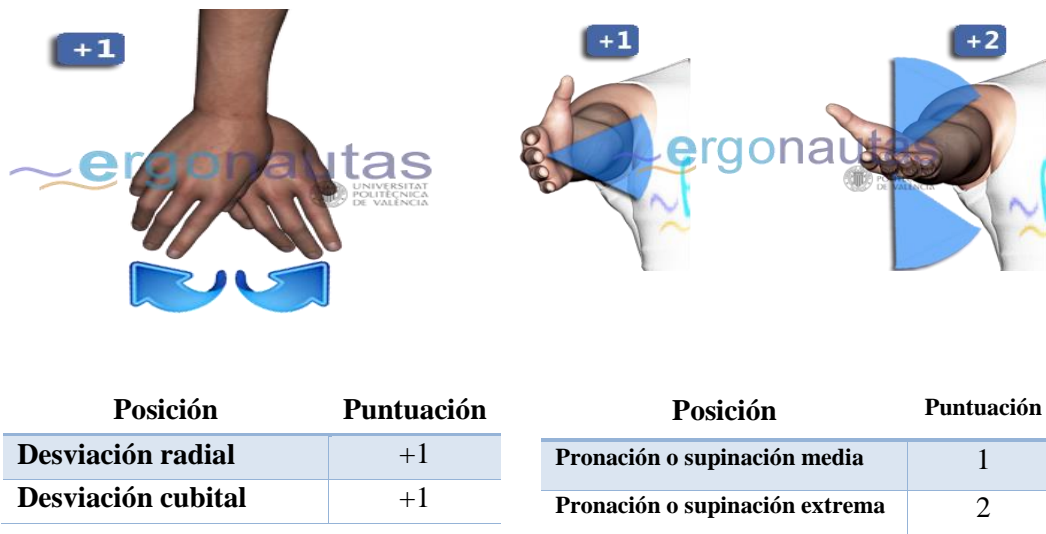 +1
ergonautas
UNIVERSITAT
POLITÈCNICA
DE VALÈNCIA
+1
+2
ergonautas
Posición Puntuación
Desviación radial +1
Desviación cubital +1
Posición Puntuación
Pronación o supinación media 1
Pronación o supinación extrema 2